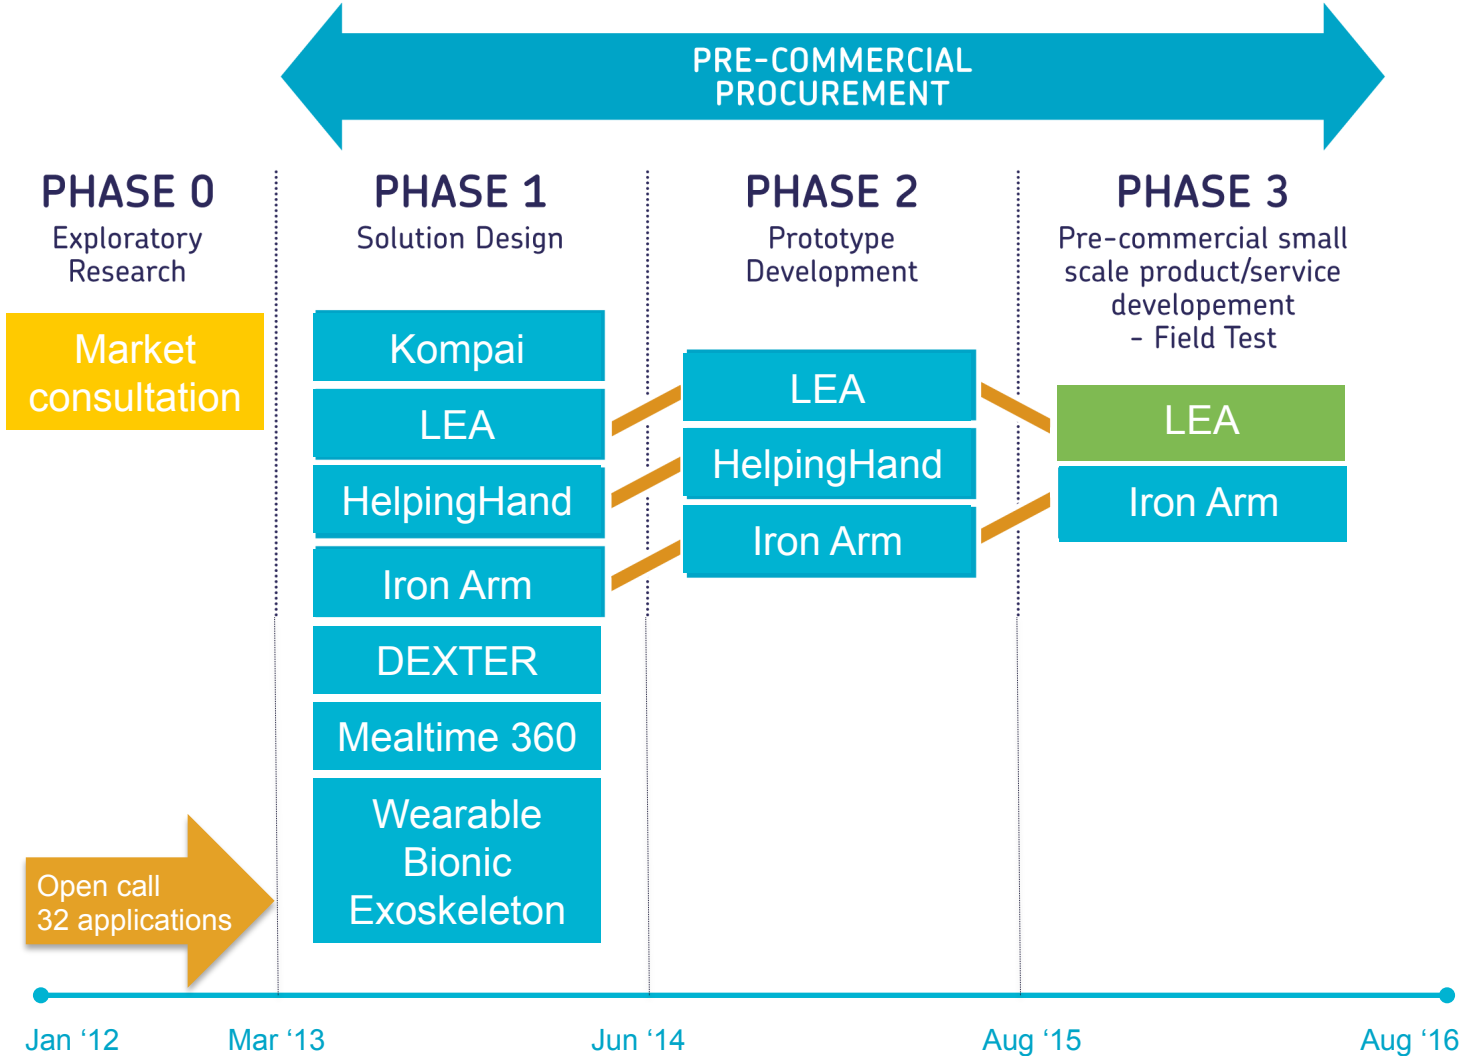 PRE-COMMERCIAL
PROCUREMENT
PHASE 0
Exploratory
Research
PHASE 1
Solution Design
PHASE 2
Prototype
Development
PHASE 3
Pre-commercial small
scale product/service
developement
- Field Test
Market
consultation
Kompai
LEA
HelpingHand
Iron Arm
DEXTER
Mealtime 360
Wearable
Bionic
Exoskeleton
LEA
HelpingHand
Iron Arm
LEA
Iron Arm
Open call
32 applications
Jan ‘12
Mar ‘13
Jun ‘14
Aug ‘15
Aug ‘16